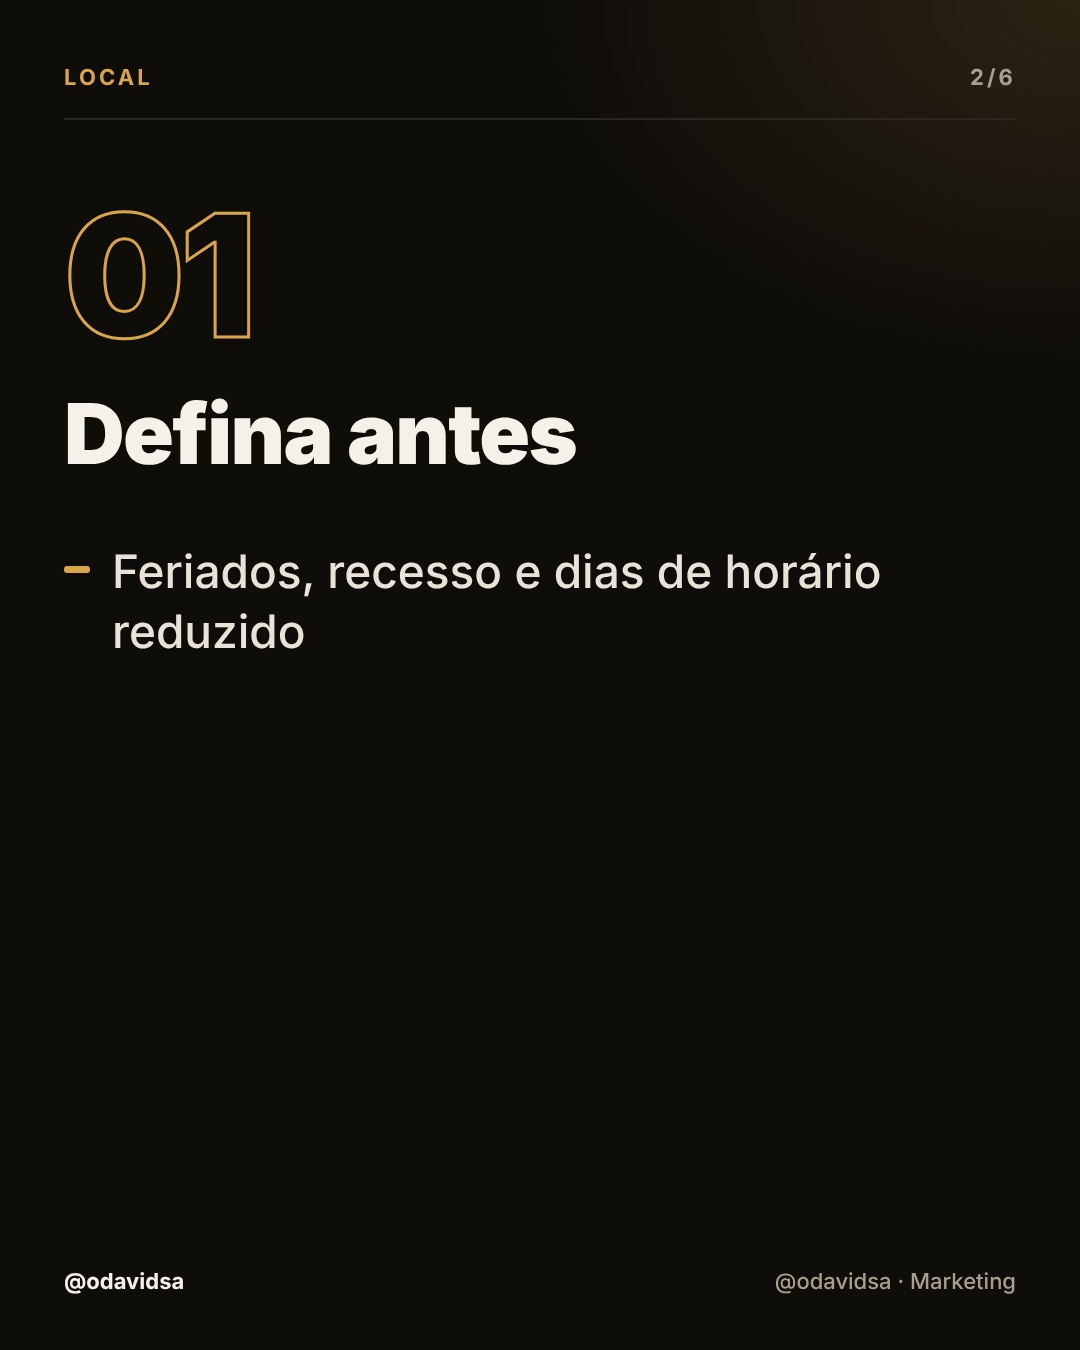 LOCAL
2/6
01
Defina antes
Feriados, recesso e dias de horário
reduzido
@odavidsa
@odavidsa · Marketing